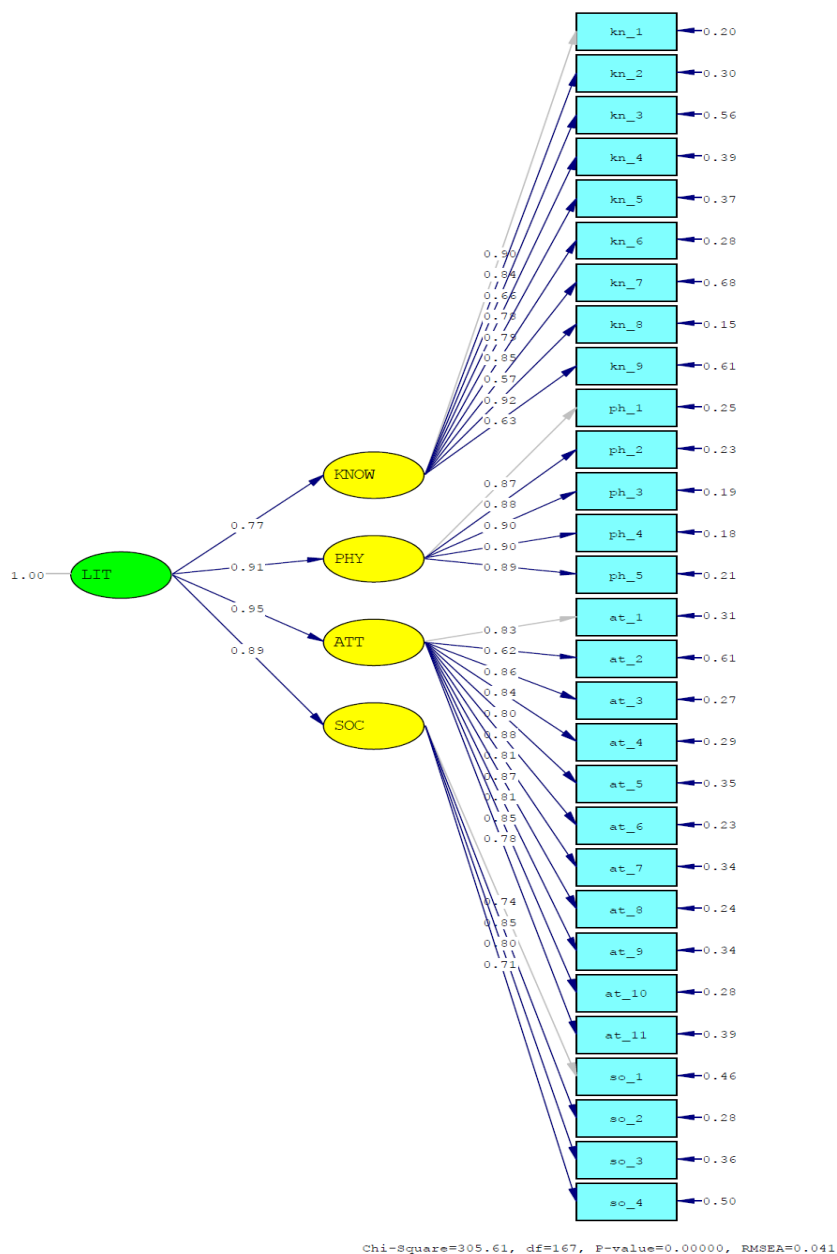 kn_1 0.20
kn_2 0.30
kn_3 0.56
kn_4 0.39
kn_5 0.37
kn_6 0.28
0.90
0.84
kn_7 0.68
0.66
0.78
kn_8 0.15
0.79
0.85
kn_9 0.61
0.57
0.92
ph_1 0.25
0.63
ph_2 0.23
KNOW
0.87
ph_3 0.19
0.88
0.77
0.90
ph_4 0.18
0.90
PHY
0.91
0.89
ph_5 0.21
1.00 LIT
0.95
at_1 0.31
0.83
ATT
0.62
0.89
at_2 0.61
0.86
0.84
at_3 0.27
0.80
SOC
0.88
at_4 0.29
0.81
0.87
at_5 0.35
0.81
0.85
at_6 0.23
0.78
at_7 0.34
0.74
at_8 0.24
0.85
0.80
at_9 0.34
0.71
at_10 0.28
at_11 0.39
so_1 0.46
so_2 0.28
so_3 0.36
so_4 0.50
Chi-Square=305.61, df=167, P-value=0.00000, RMSEA=0.041